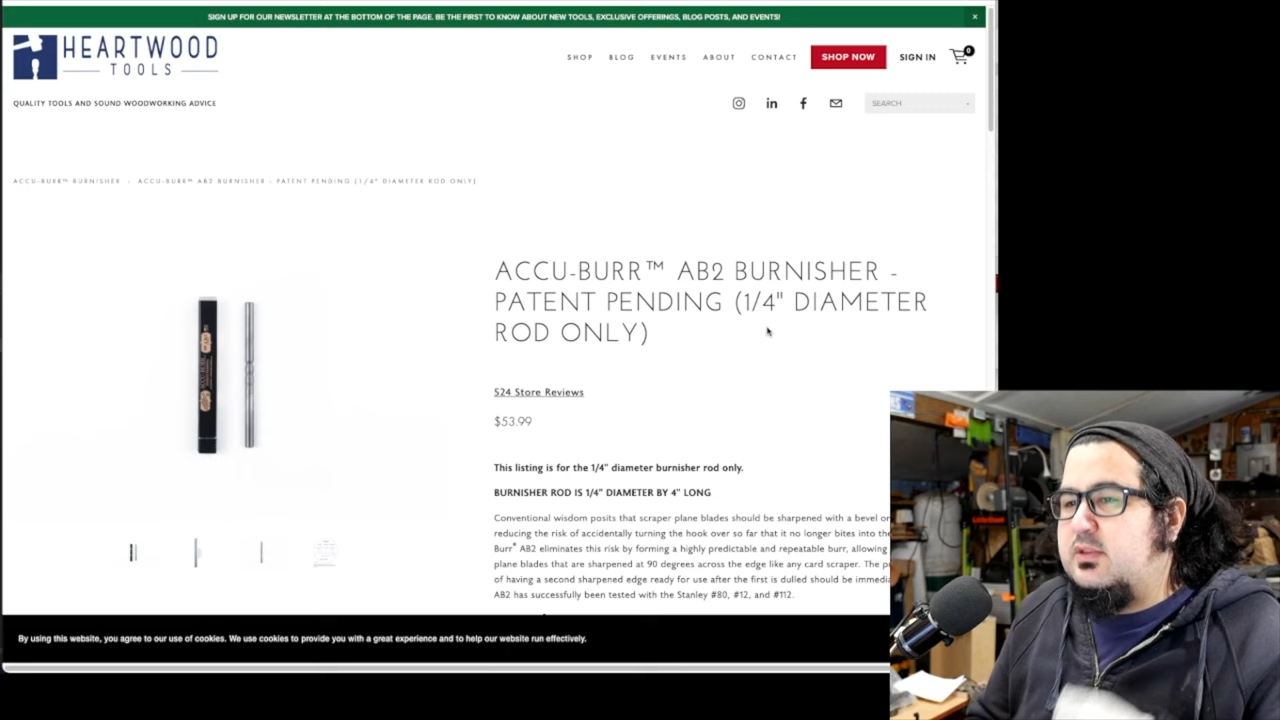 SIGN UP FOR OUR NEWSLETTER AT THE BOTTOM OF THE PAGE. BE THE FIRST TO KNOW ABOUT NEW TOOLS, EXCLUSIVE OFFERINGS, BLOG POSTS, AND EVENTS!
HEARTWOOD
TOOLS
SHOP BLOG EVENTS ABOUT CONTACT SHOP NOW SIGN IN 0
QUALITY TOOLS AND SOUND WOODWORKING ADVICE
SEARCH
ACCU-BURR™ BURNISHER › ACCU-BURR™ AB2 BURNISHER - PATENT PENDING (1/4" DIAMETER ROD ONLY)
ACCU-BURR™ AB2 BURNISHER -
PATENT PENDING (1/4" DIAMETER
ROD ONLY)
524 Store Reviews
$53.99
This listing is for the 1/4" diameter burnisher rod only.
BURNISHER ROD IS 1/4" DIAMETER BY 4" LONG
Conventional wisdom posits that scraper plane blades should be sharpened with a bevel on
reducing the risk of accidentally turning the hook over so far that it no longer bites into the
Burr® AB2 eliminates this risk by forming a highly predictable and repeatable burr, allowing
plane blades that are sharpened at 90 degrees across the edge like any card scraper. The
of having a second sharpened edge ready for use after the first is dulled should be
AB2 has successfully been tested with the Stanley #80, #12, and #112.
By using this website, you agree to our use of cookies. We use cookies to provide you with a great experience and to help our website run effectively.